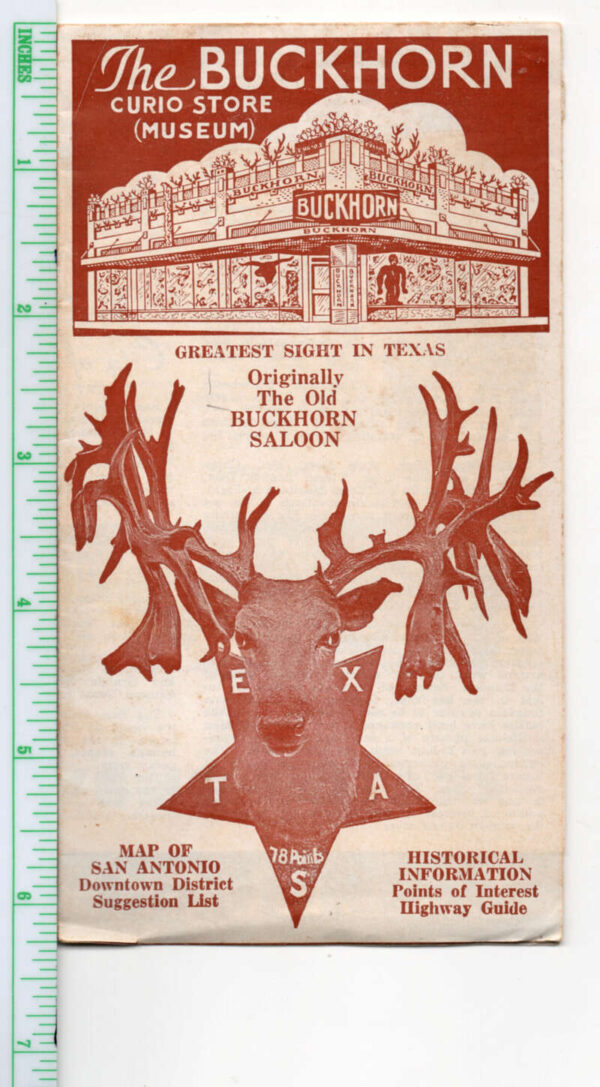 INCHES
1
2
3
4
5
6
7
The BUCKHORN
CURIO STORE
(MUSEUM)
BUCKHORN
BUCKHORN
BUCKHORN
BUCKHORN
GREATEST SIGHT IN TEXAS
Originally
The Old
BUCKHORN
SALOON
E X
T A
78 Points
S
MAP OF
SAN ANTONIO
Downtown District
Suggestion List
HISTORICAL
INFORMATION
Points of Interest
Highway Guide